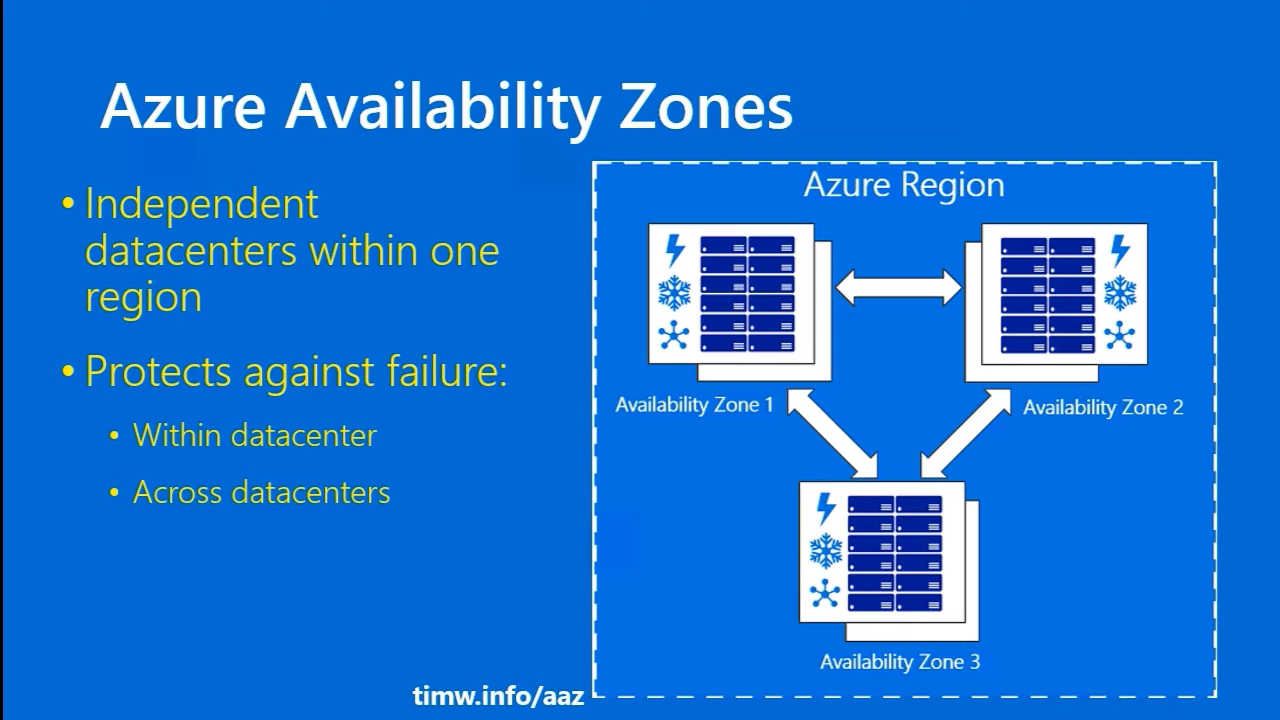 Azure Availability Zones
• Independent
datacenters within one
region
• Protects against failure:
• Within datacenter
• Across datacenters
Azure Region
Availability Zone 1
Availability Zone 2
Availability Zone 3
timw.info/aaz